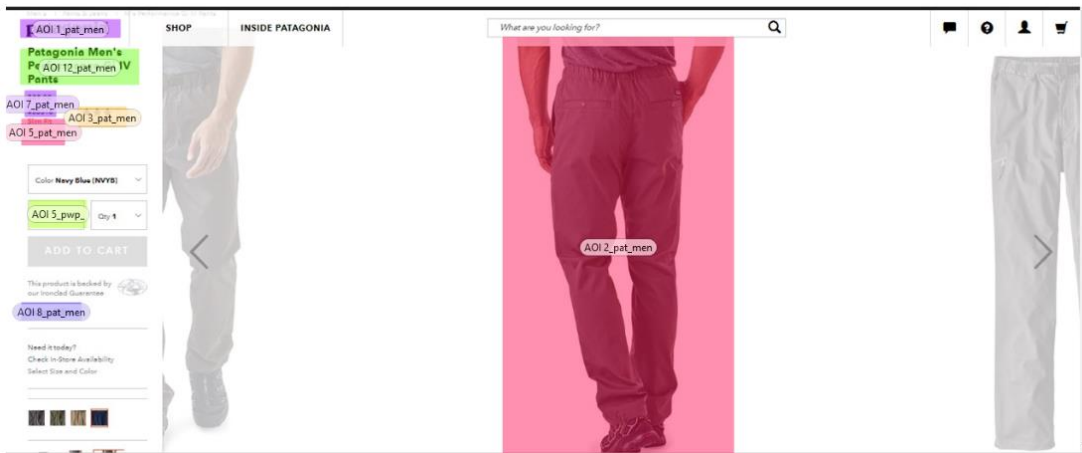 AOI 1_pat_men
SHOP
INSIDE PATAGONIA
What are you looking for?
Patagonia Men's
AOI 12_pat_men
Pants
AOI 7_pat_men
AOI 3_pat_men
AOI 5_pat_men
Color Navy Blue (NVYB)
AOI 5_pwp_
Qty 1
ADD TO CART
AOI 2_pat_men
This product is backed by
our Ironclad Guarantee
AOI 8_pat_men
Need it today?
Check In-Store Availability
Select Size and Color